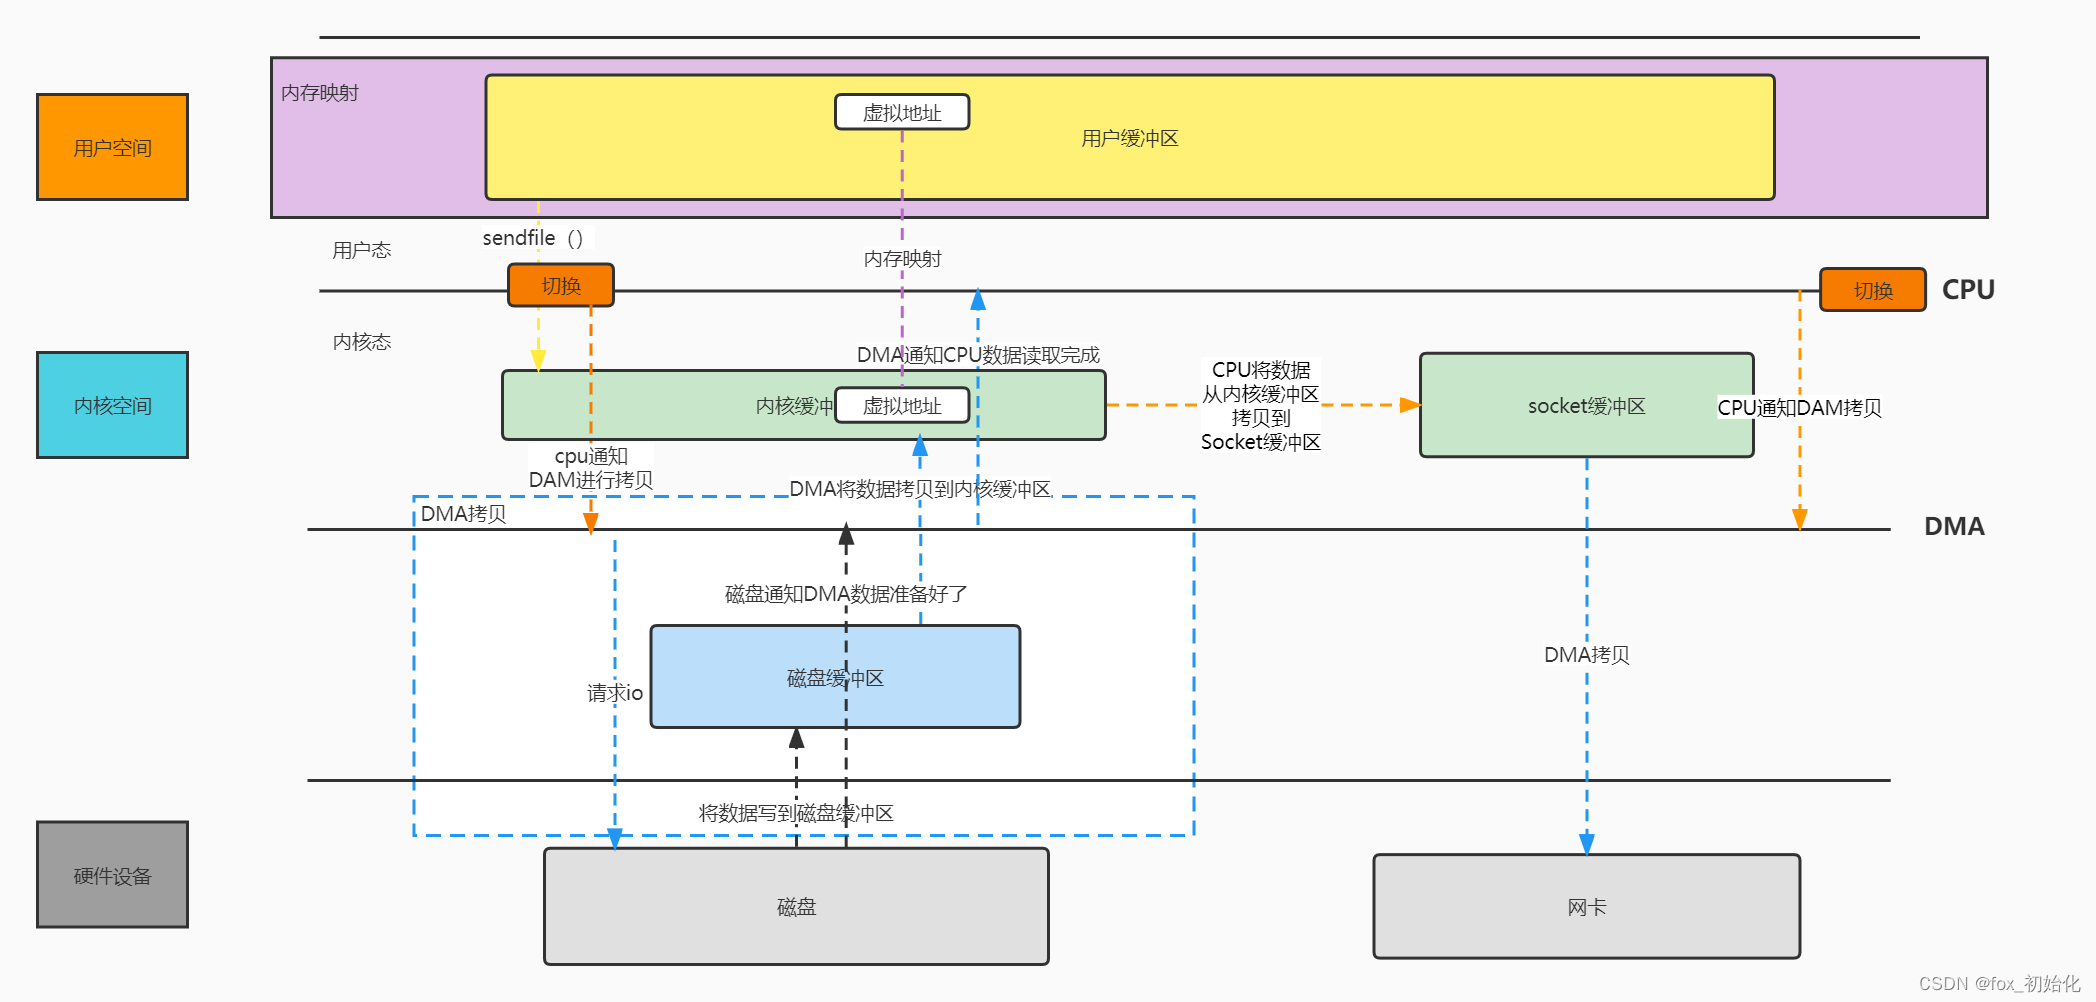 内存映射
虚拟地址
用户缓冲区
用户空间
sendfile（）
用户态
内存映射
切换
切换
CPU
内核态
DMA通知CPU数据读取完成
内核空间
内核缓冲
虚拟地址
CPU将数据
从内核缓冲区
拷贝到
Socket缓冲区
socket缓冲区
CPU通知DAM拷贝
cpu通知
DAM进行拷贝
DMA将数据拷贝到内核缓冲区
DMA拷贝
DMA
磁盘通知DMA数据准备好了
磁盘缓冲区
请求io
DMA拷贝
将数据写到磁盘缓冲区
硬件设备
磁盘
网卡
CSDN @fox_初始化